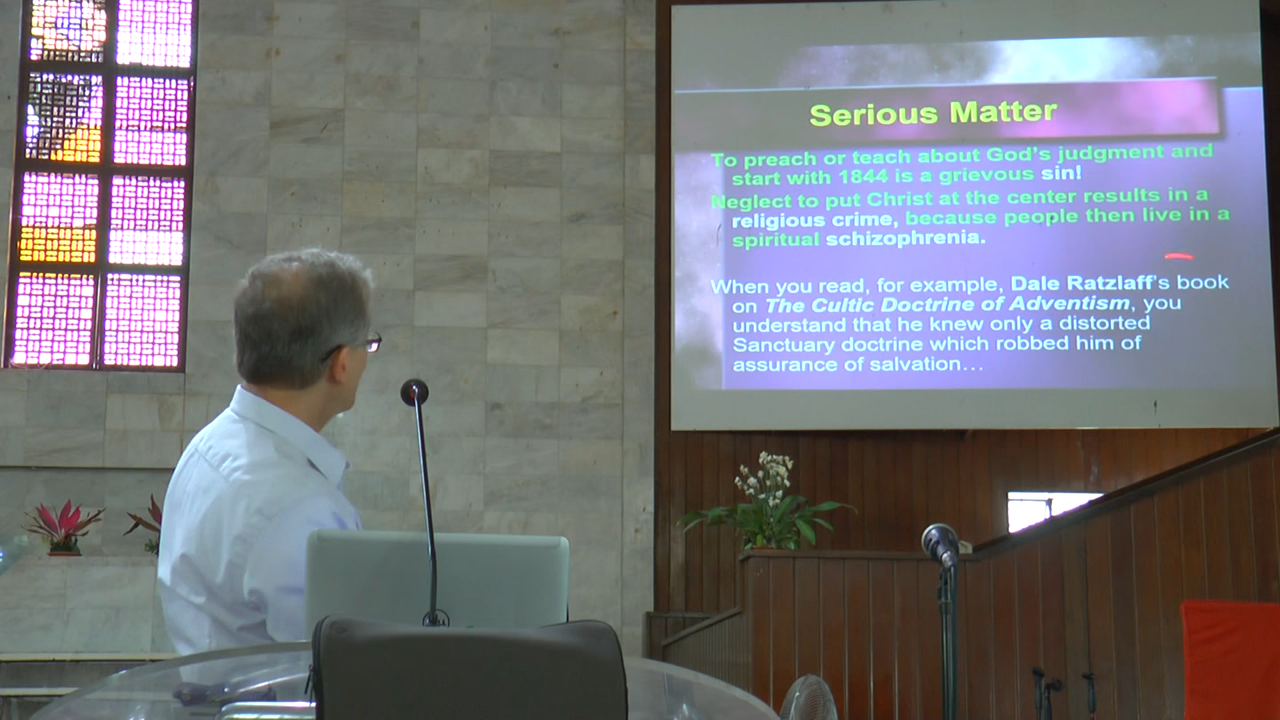 Serious Matter
To preach or teach about God's judgment and
start with 1844 is a grievous sin!
Neglect to put Christ at the center results in a
religious crime, because people then live in a
spiritual schizophrenia.
When you read, for example, Dale Ratzlaff's book
on The Cultic Doctrine of Adventism, you
understand that he knew only a distorted
Sanctuary doctrine which robbed him of
assurance of salvation…